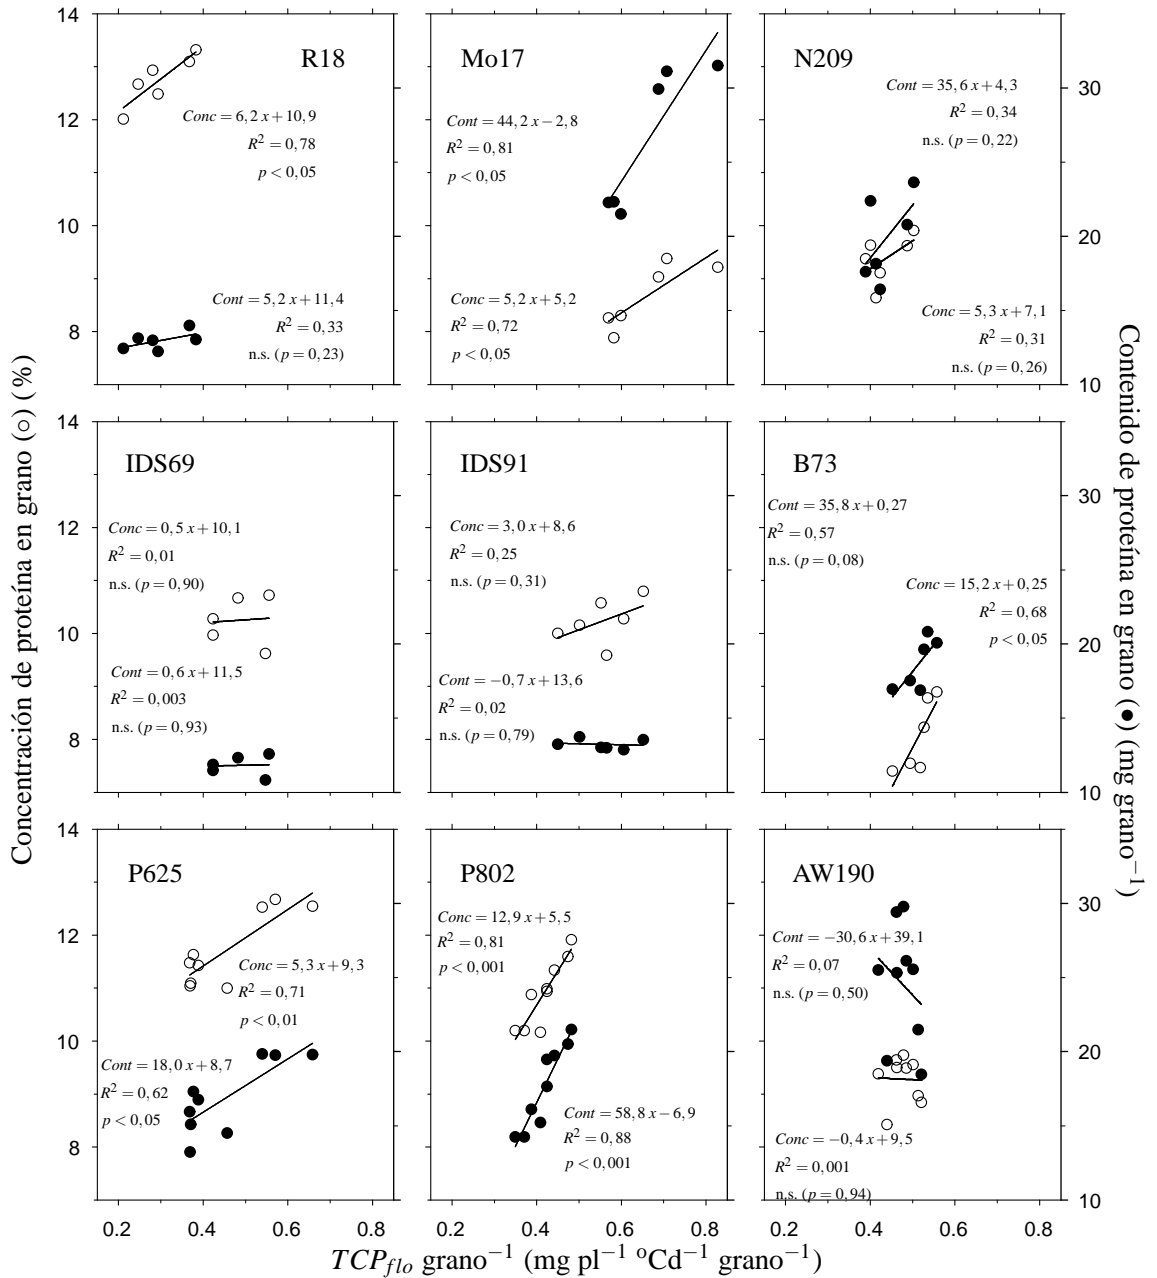 14
12
10
8
R18
Conc = 6,2 x + 10,9
R² = 0,78
p < 0,05
Cont = 5,2 x + 11,4
R² = 0,33
n.s. (p = 0,23)
Mo17
Cont = 44,2 x − 2,8
R² = 0,81
p < 0,05
Conc = 5,2 x + 5,2
R² = 0,72
p < 0,05
N209
Cont = 35,6 x + 4,3
R² = 0,34
n.s. (p = 0,22)
Conc = 5,3 x + 7,1
R² = 0,31
n.s. (p = 0,26)
30
20
10
14
12
10
8
IDS69
Conc = 0,5 x + 10,1
R² = 0,01
n.s. (p = 0,90)
Cont = 0,6 x + 11,5
R² = 0,003
n.s. (p = 0,93)
IDS91
Conc = 3,0 x + 8,6
R² = 0,25
n.s. (p = 0,31)
Cont = −0,7 x + 13,6
R² = 0,02
n.s. (p = 0,79)
B73
Cont = 35,8 x + 0,27
R² = 0,57
n.s. (p = 0,08)
Conc = 15,2 x + 0,25
R² = 0,68
p < 0,05
30
20
10
14
12
10
8
P625
Conc = 5,3 x + 9,3
R² = 0,71
p < 0,01
Cont = 18,0 x + 8,7
R² = 0,62
p < 0,05
P802
Conc = 12,9 x + 5,5
R² = 0,81
p < 0,001
Cont = 58,8 x − 6,9
R² = 0,88
p < 0,001
AW190
Cont = −30,6 x + 39,1
R² = 0,07
n.s. (p = 0,50)
Conc = −0,4 x + 9,5
R² = 0,001
n.s. (p = 0,94)
30
20
10
0.2 0.4 0.6 0.8 0.2 0.4 0.6 0.8 0.2 0.4 0.6 0.8
TCP_flo grano⁻¹ (mg pl⁻¹ ºCd⁻¹ grano⁻¹)
Concentración de proteína en grano (○) (%)
Contenido de proteína en grano (●) (mg grano⁻¹)